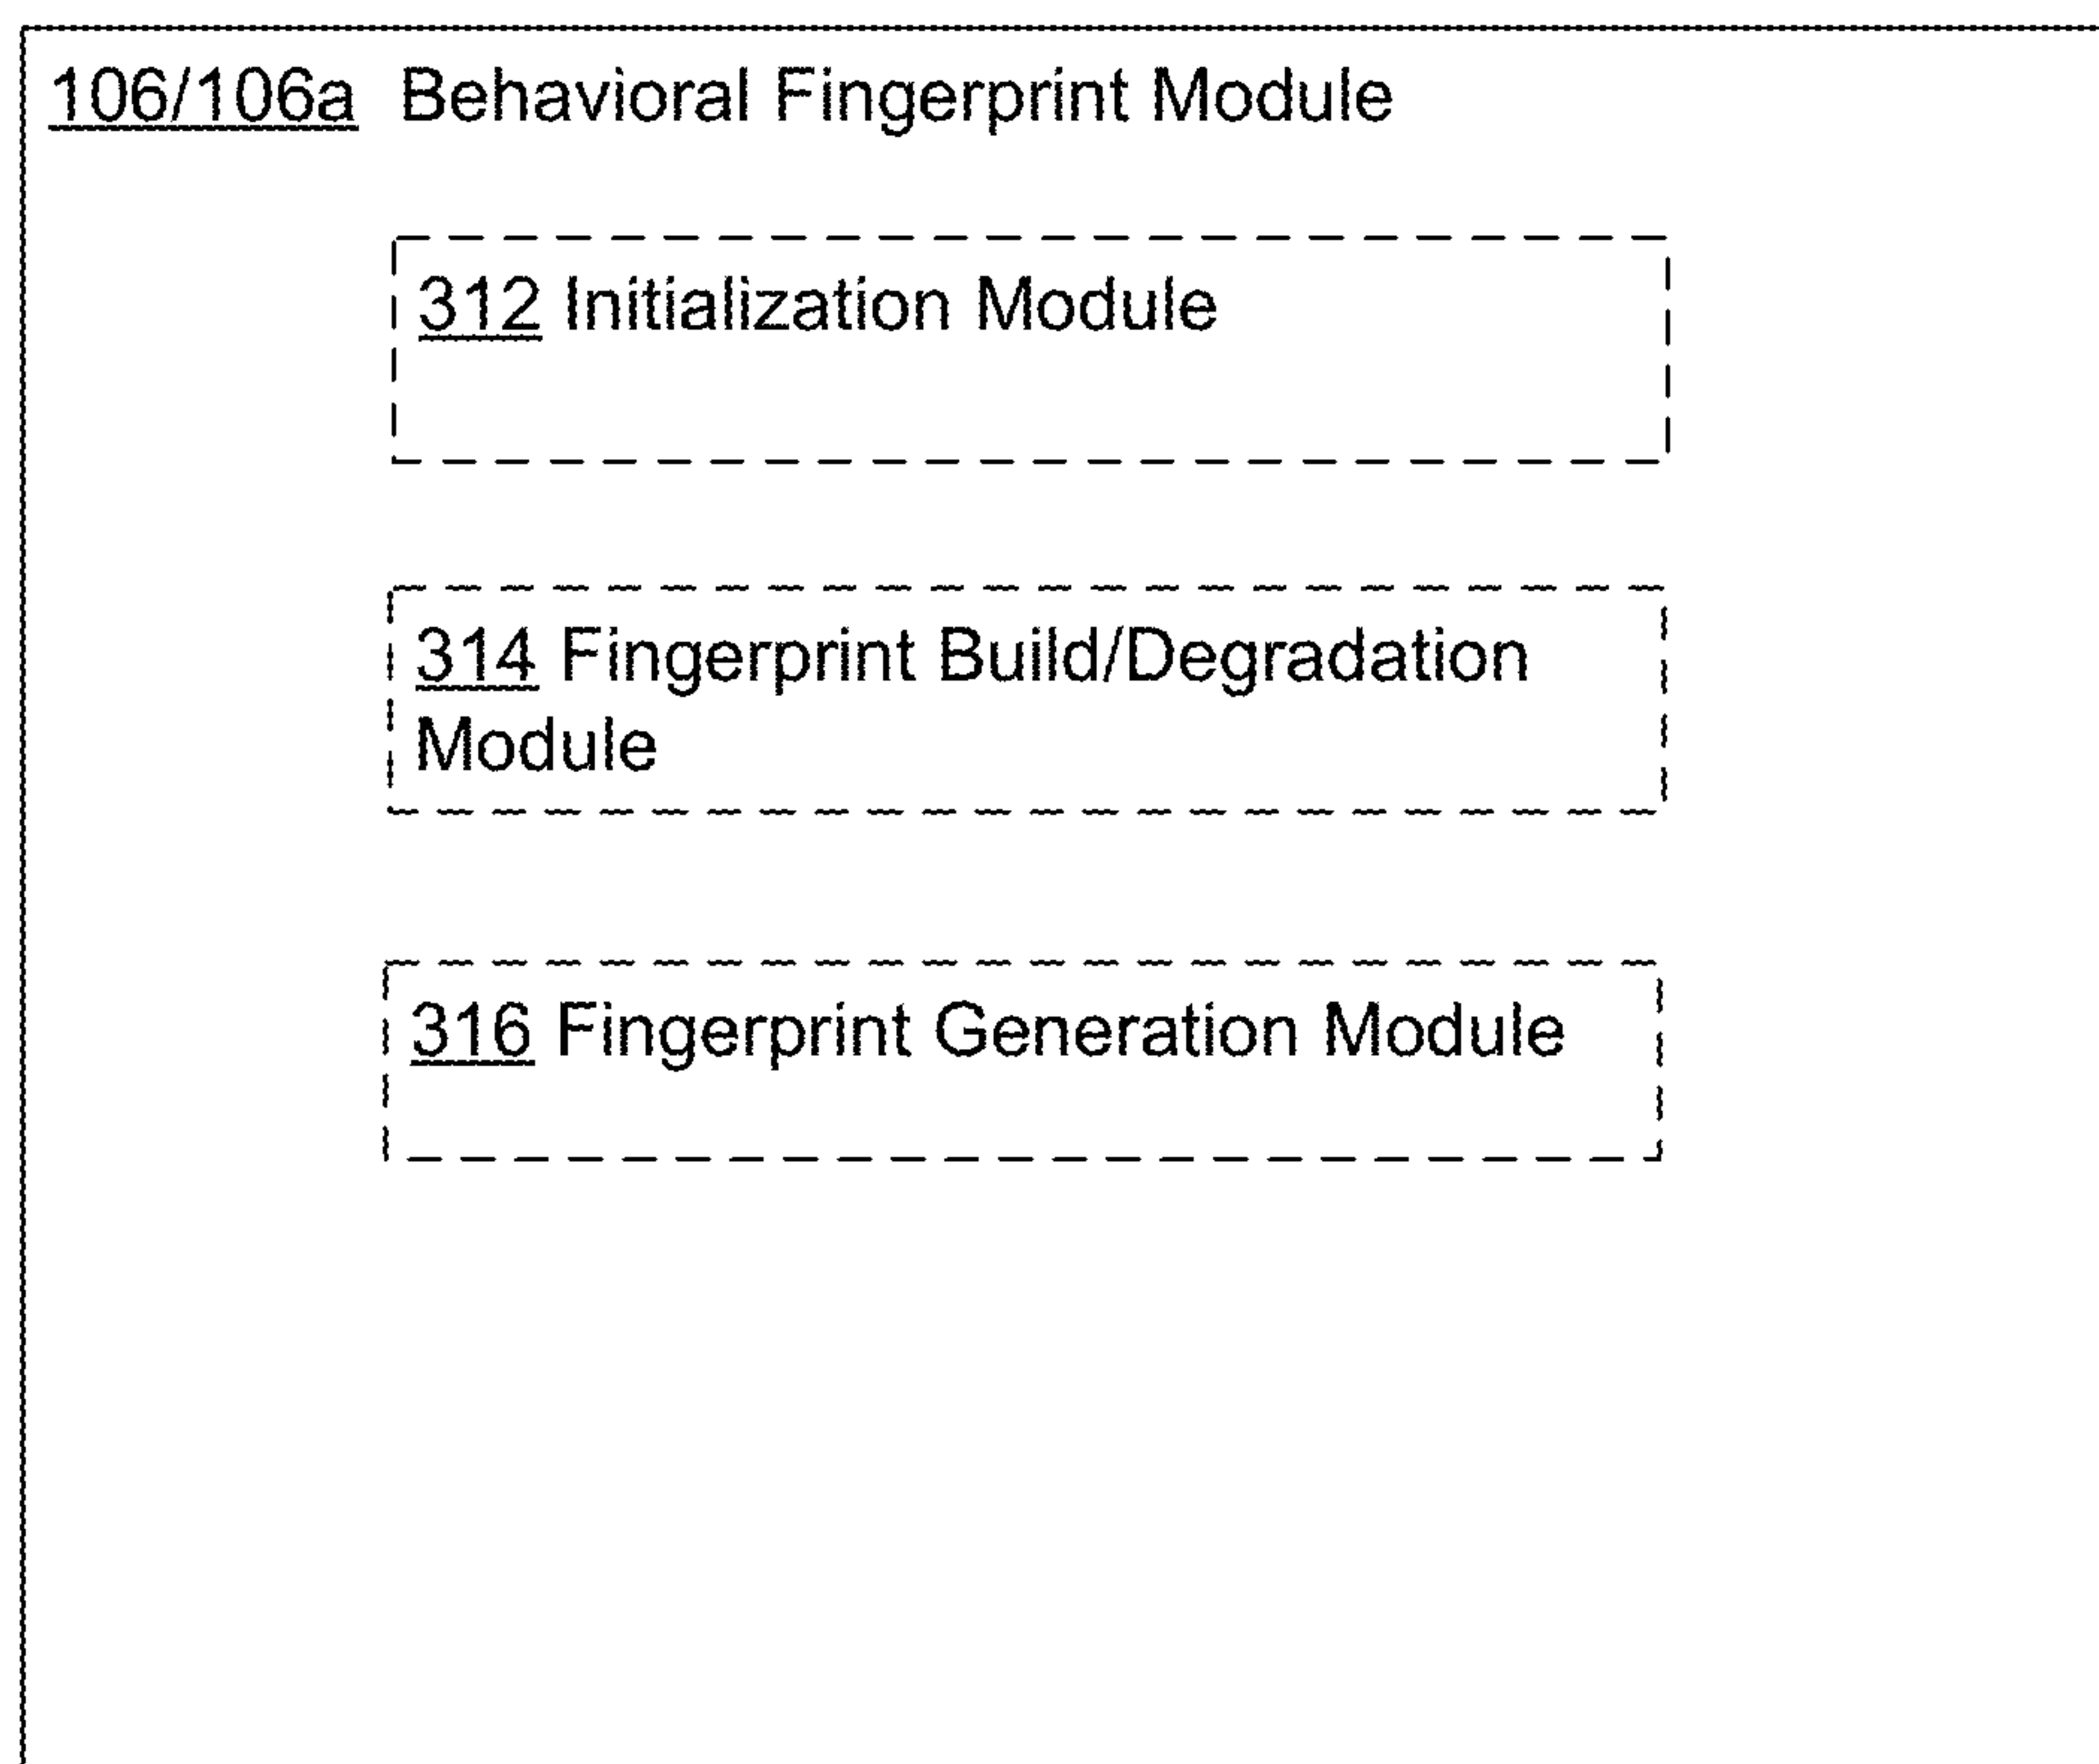 106/106a Behavioral Fingerprint Module
312 Initialization Module
314 Fingerprint Build/Degradation
Module
316 Fingerprint Generation Module